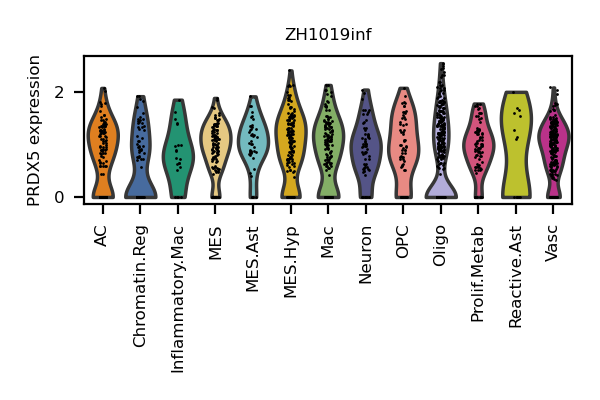 ZH1019inf
PRDX5 expression
2
0
AC
Chromatin.Reg
Inflammatory.Mac
MES
MES.Ast
MES.Hyp
Mac
Neuron
OPC
Oligo
Prolif.Metab
Reactive.Ast
Vasc